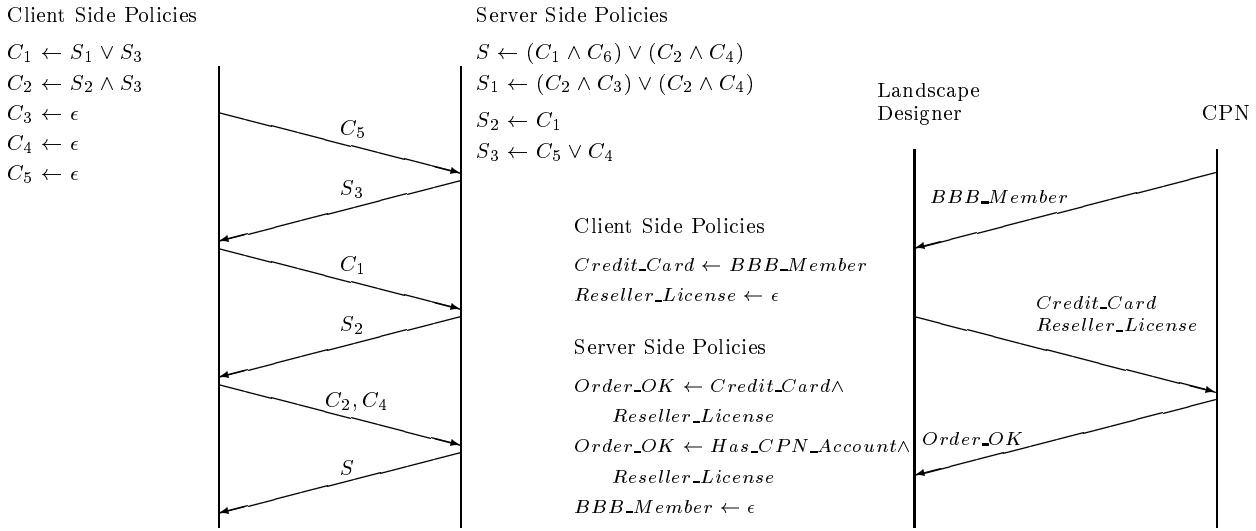 Client Side Policies
C₁ ← S₁ ∨ S₃
C₂ ← S₂ ∧ S₃
C₃ ← ϵ
C₄ ← ϵ
C₅ ← ϵ
C₅
S₃
C₁
S₂
C₂, C₄
S
Server Side Policies
S ← (C₁ ∧ C₆) ∨ (C₂ ∧ C₄)
S₁ ← (C₂ ∧ C₃) ∨ (C₂ ∧ C₄)
S₂ ← C₁
S₃ ← C₅ ∨ C₄
Client Side Policies
Credit_Card ← BBB_Member
Reseller_License ← ϵ
Server Side Policies
Order_OK ← Credit_Card∧
Reseller_License
Order_OK ← Has_CPN_Account∧
Reseller_License
BBB_Member ← ϵ
Landscape
Designer
CPN
BBB_Member
Credit_Card
Reseller_License
Order_OK